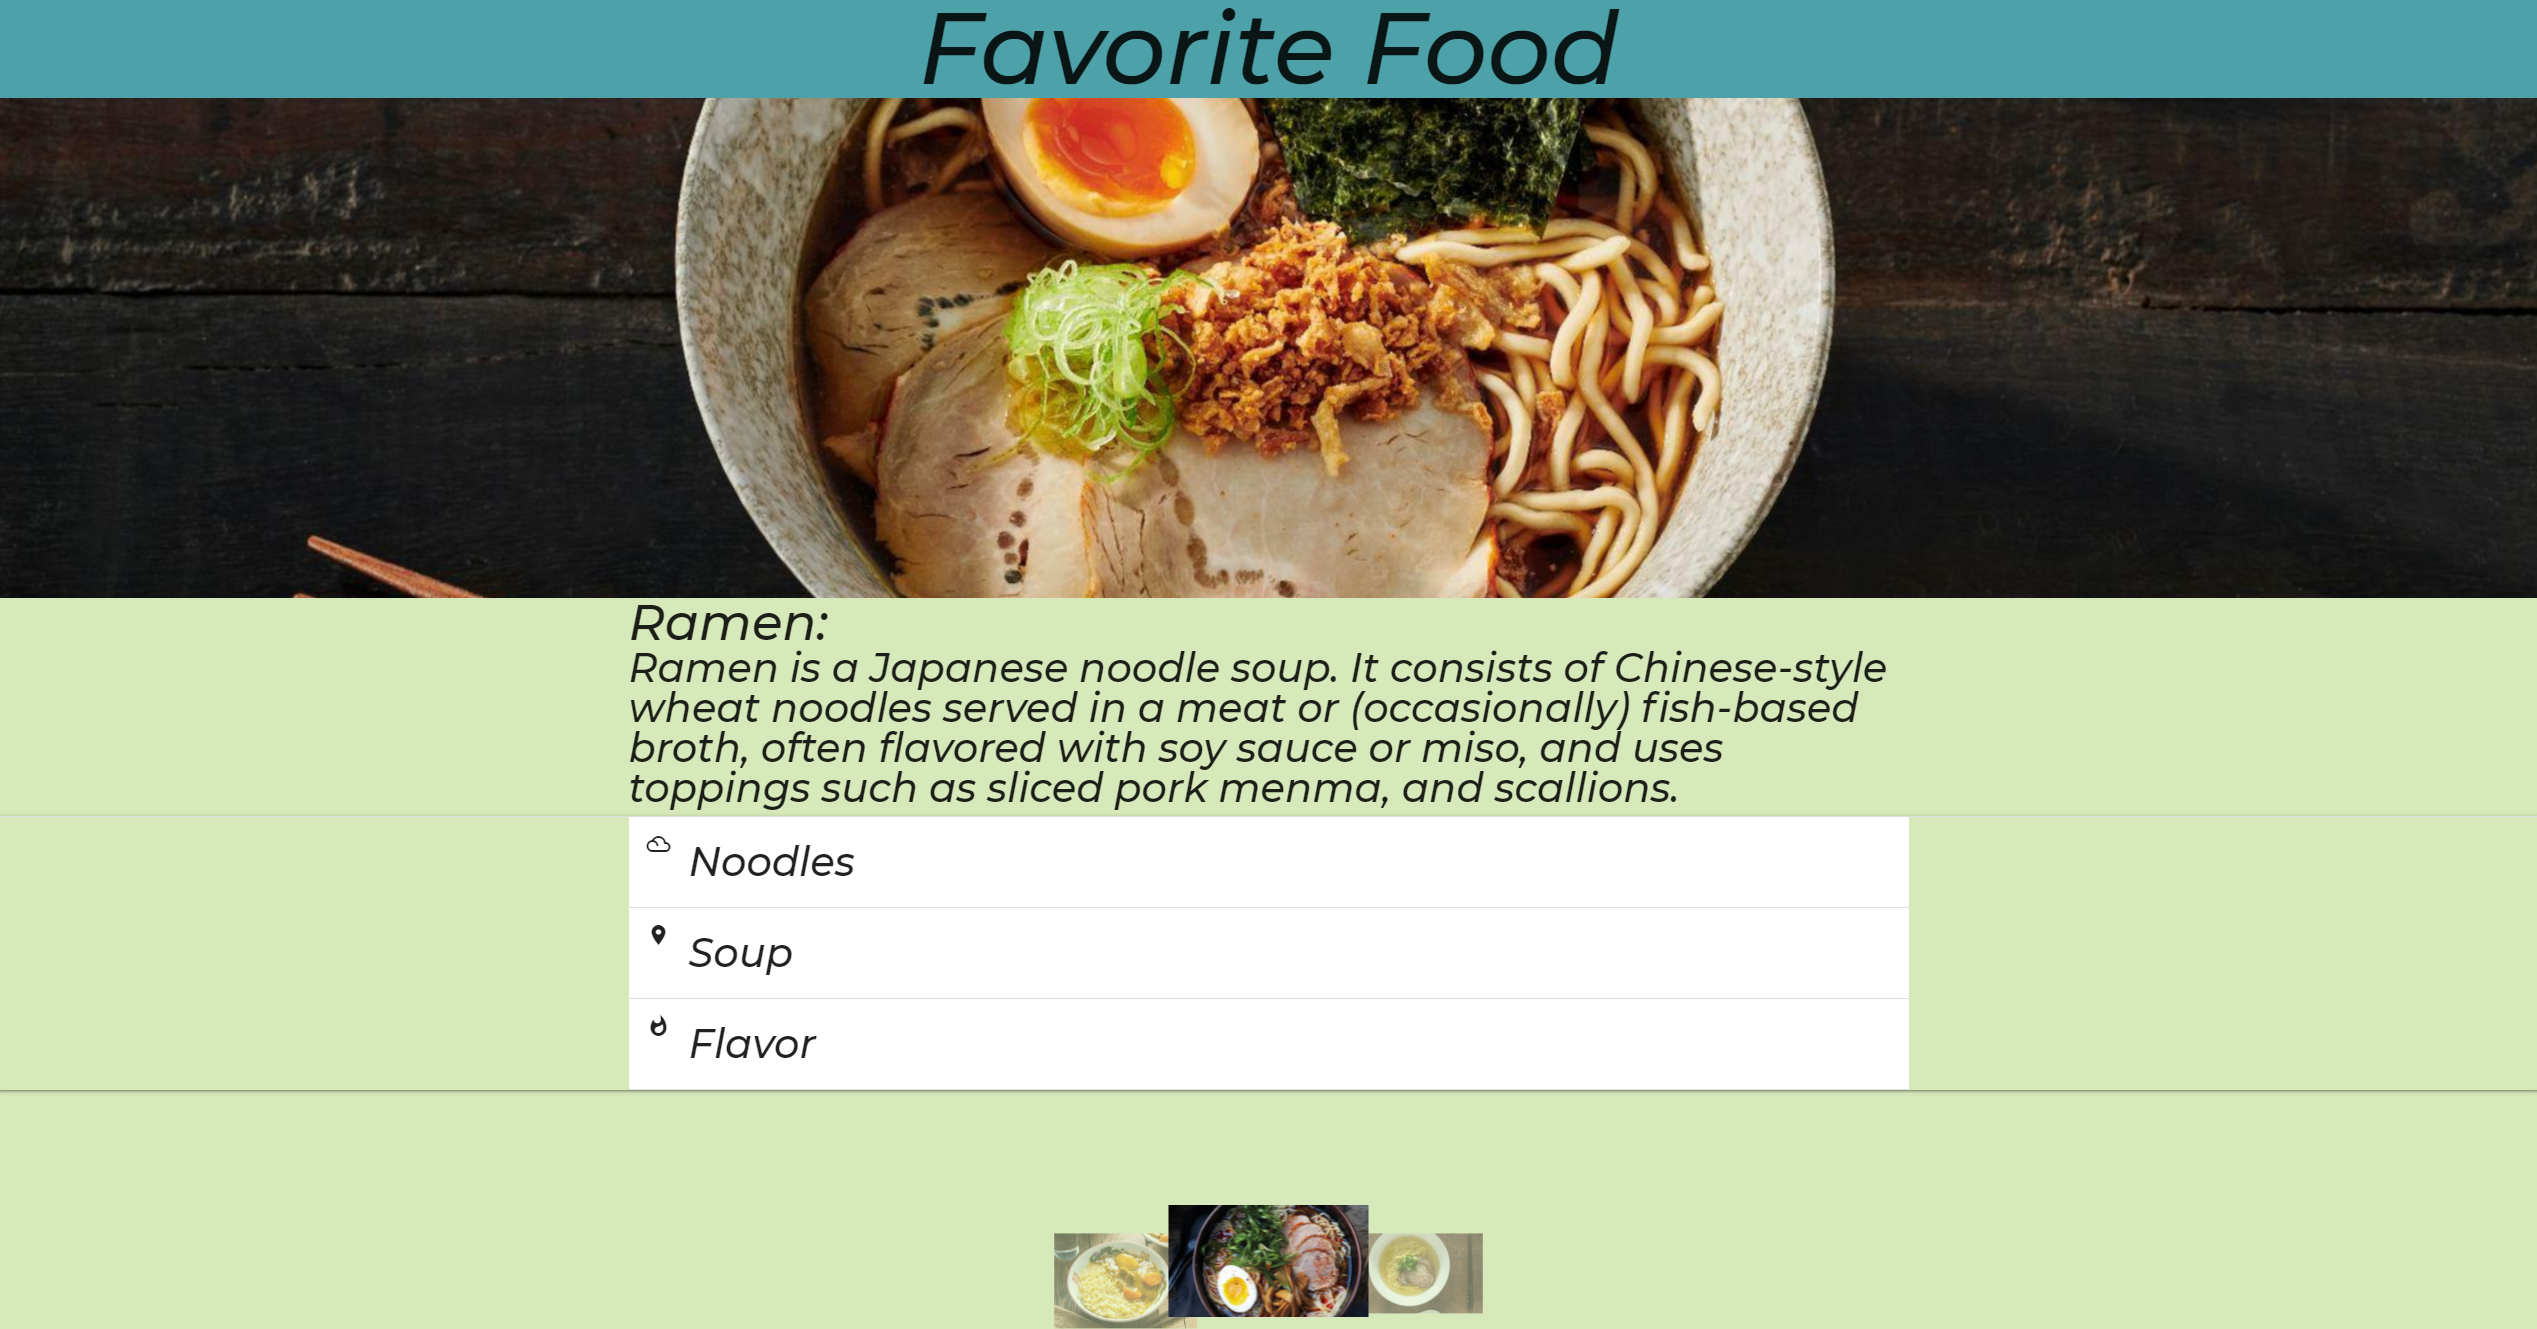 Favorite Food
Ramen:
Ramen is a Japanese noodle soup. It consists of Chinese-style
wheat noodles served in a meat or (occasionally) fish-based
broth, often flavored with soy sauce or miso, and uses
toppings such as sliced pork menma, and scallions.
Noodles
Soup
Flavor